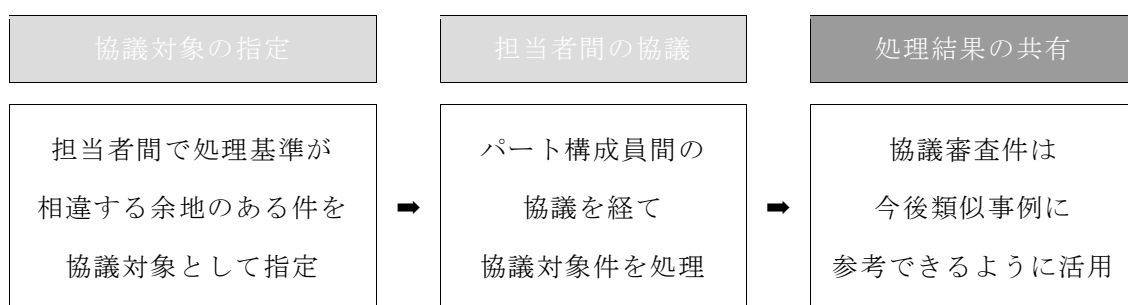 協議対象の指定
担当者間で処理基準が
相違する余地のある件を
協議対象として指定
➡
担当者間の協議
パート構成員間の
協議を経て
協議対象件を処理
➡
処理結果の共有
協議審査件は
今後類似事例に
参考できるように活用